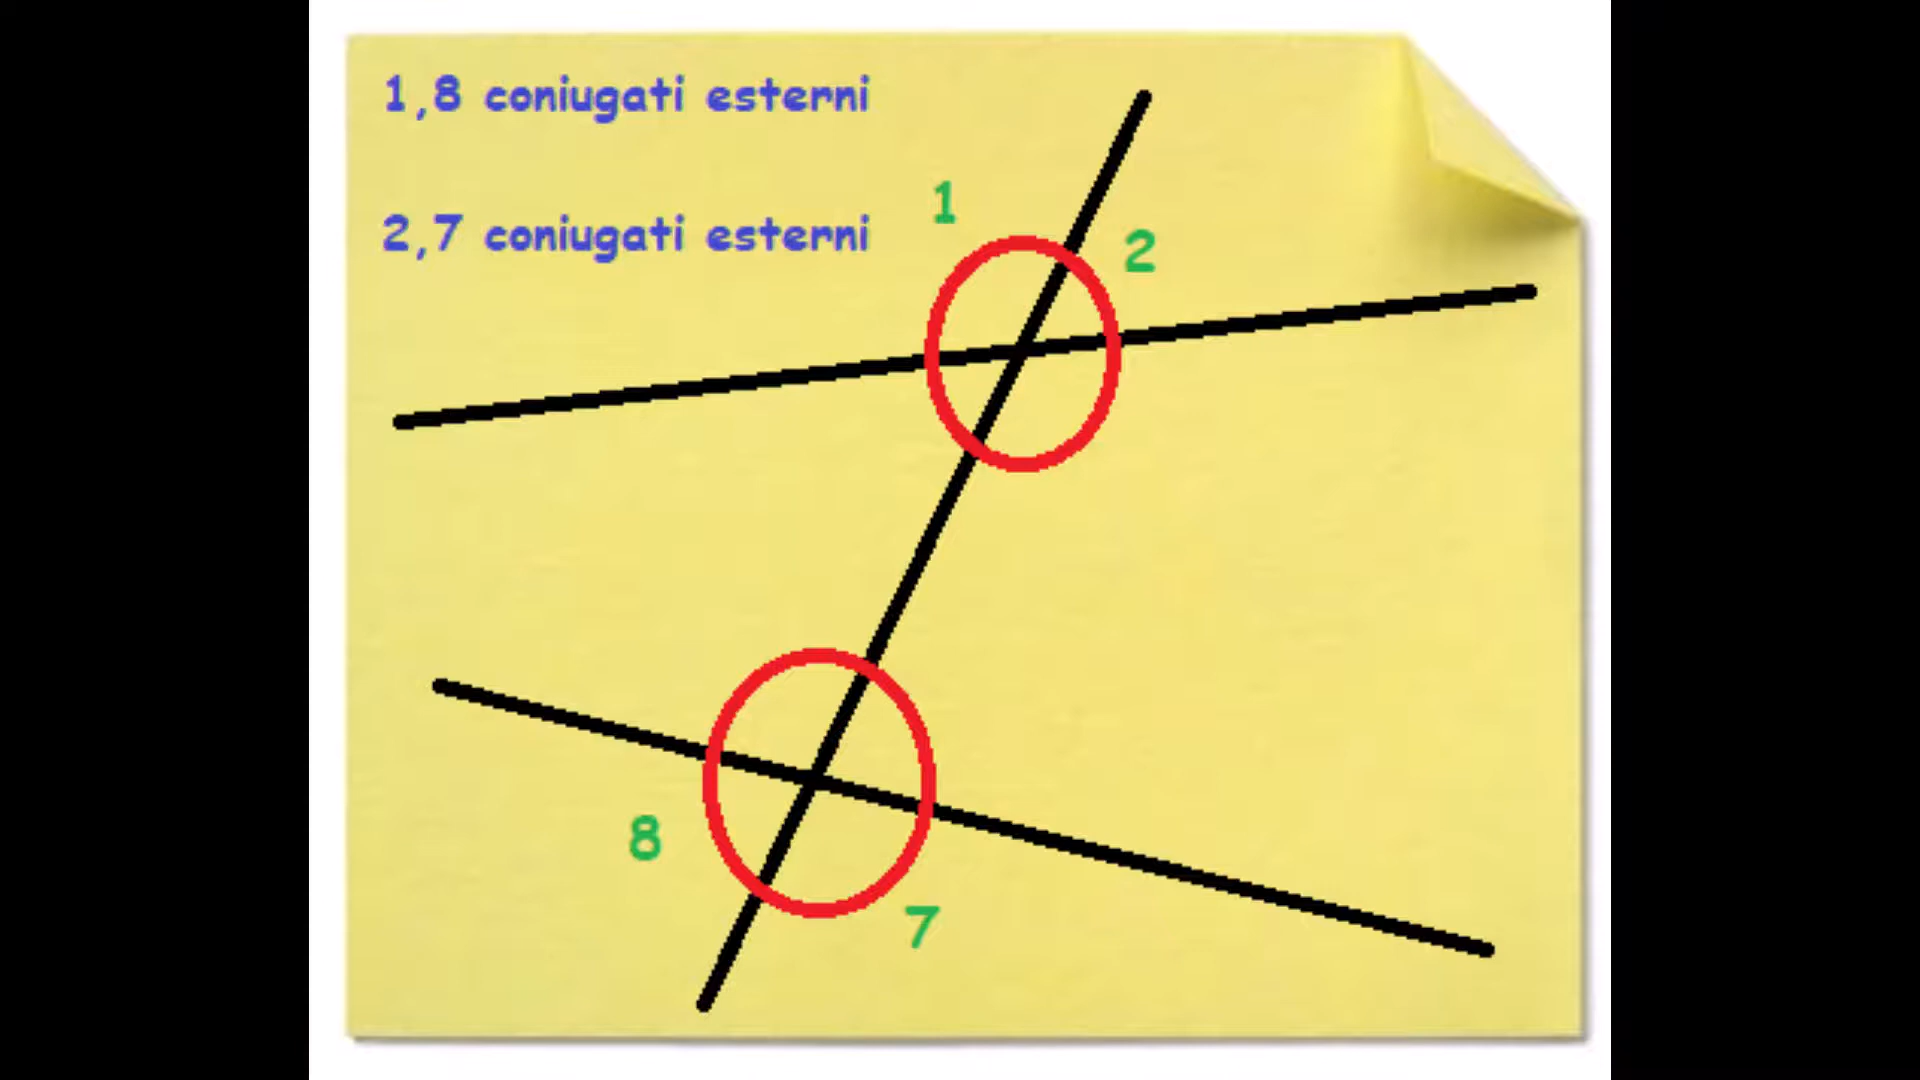 1,8 coniugati esterni
2,7 coniugati esterni
1
2
8
7